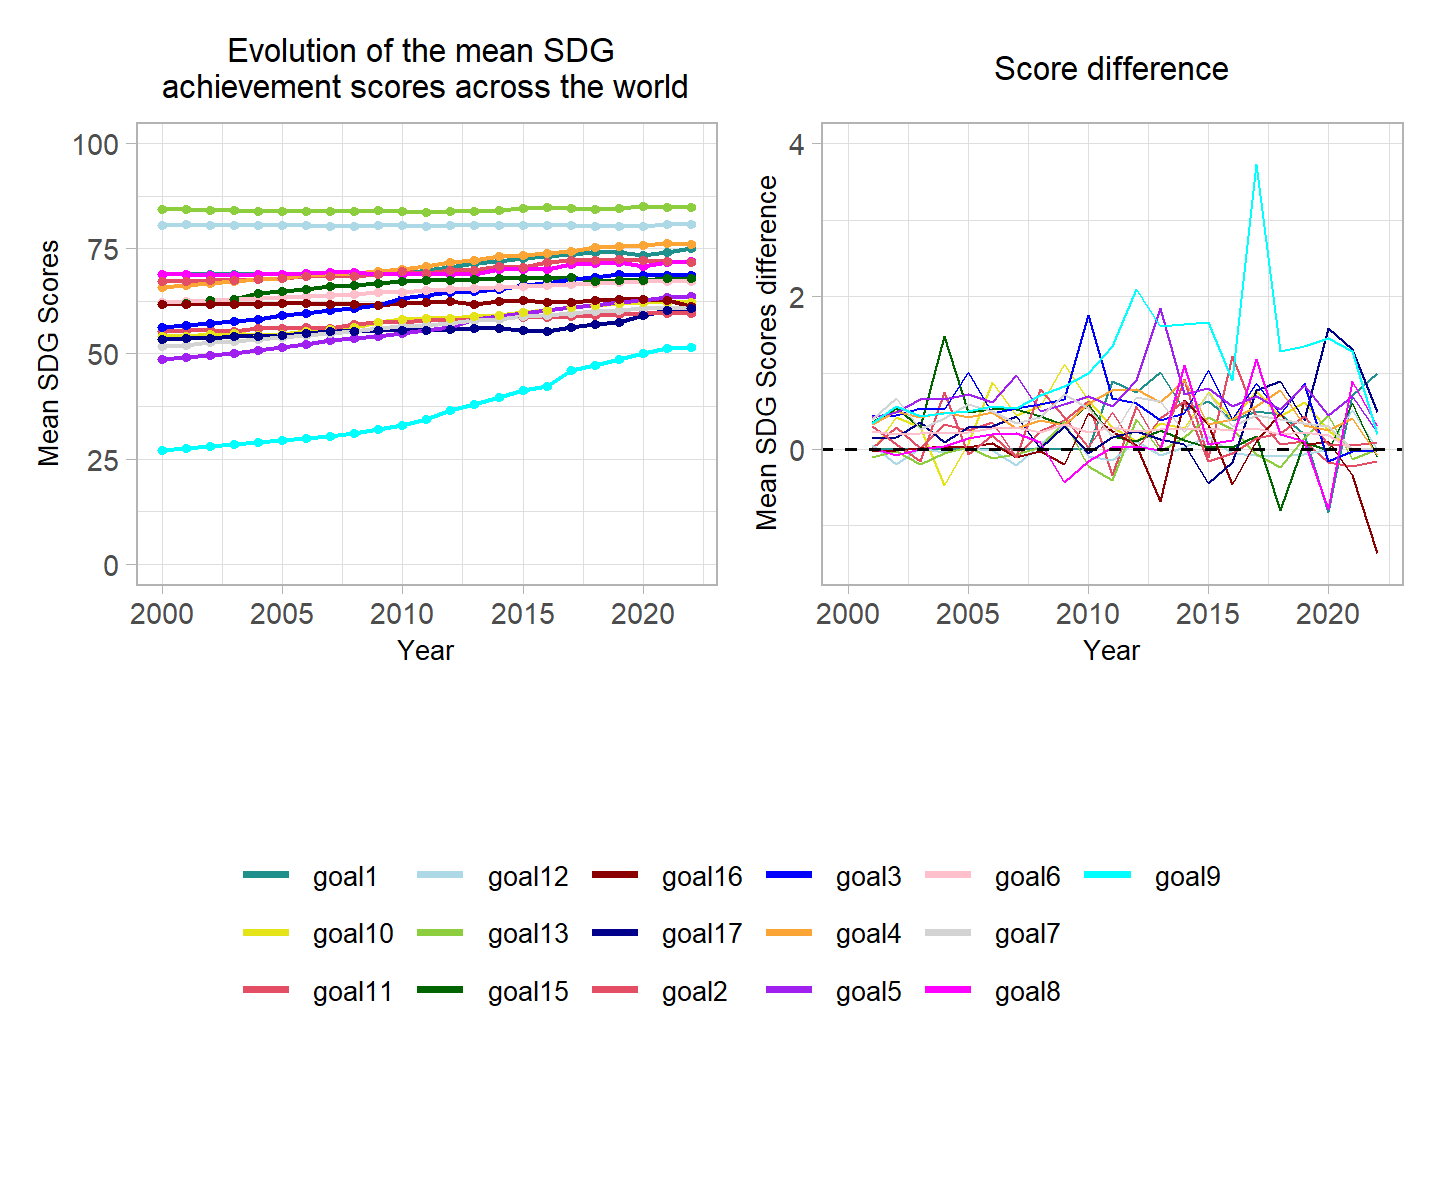 Evolution of the mean SDG
achievement scores across the world
Score difference
Mean SDG Scores
100
75
50
25
0
2000 2005 2010 2015 2020
Year
Mean SDG Scores difference
4
2
0
2000 2005 2010 2015 2020
Year
goal1 goal12 goal16 goal3 goal6 goal9
goal10 goal13 goal17 goal4 goal7
goal11 goal15 goal2 goal5 goal8